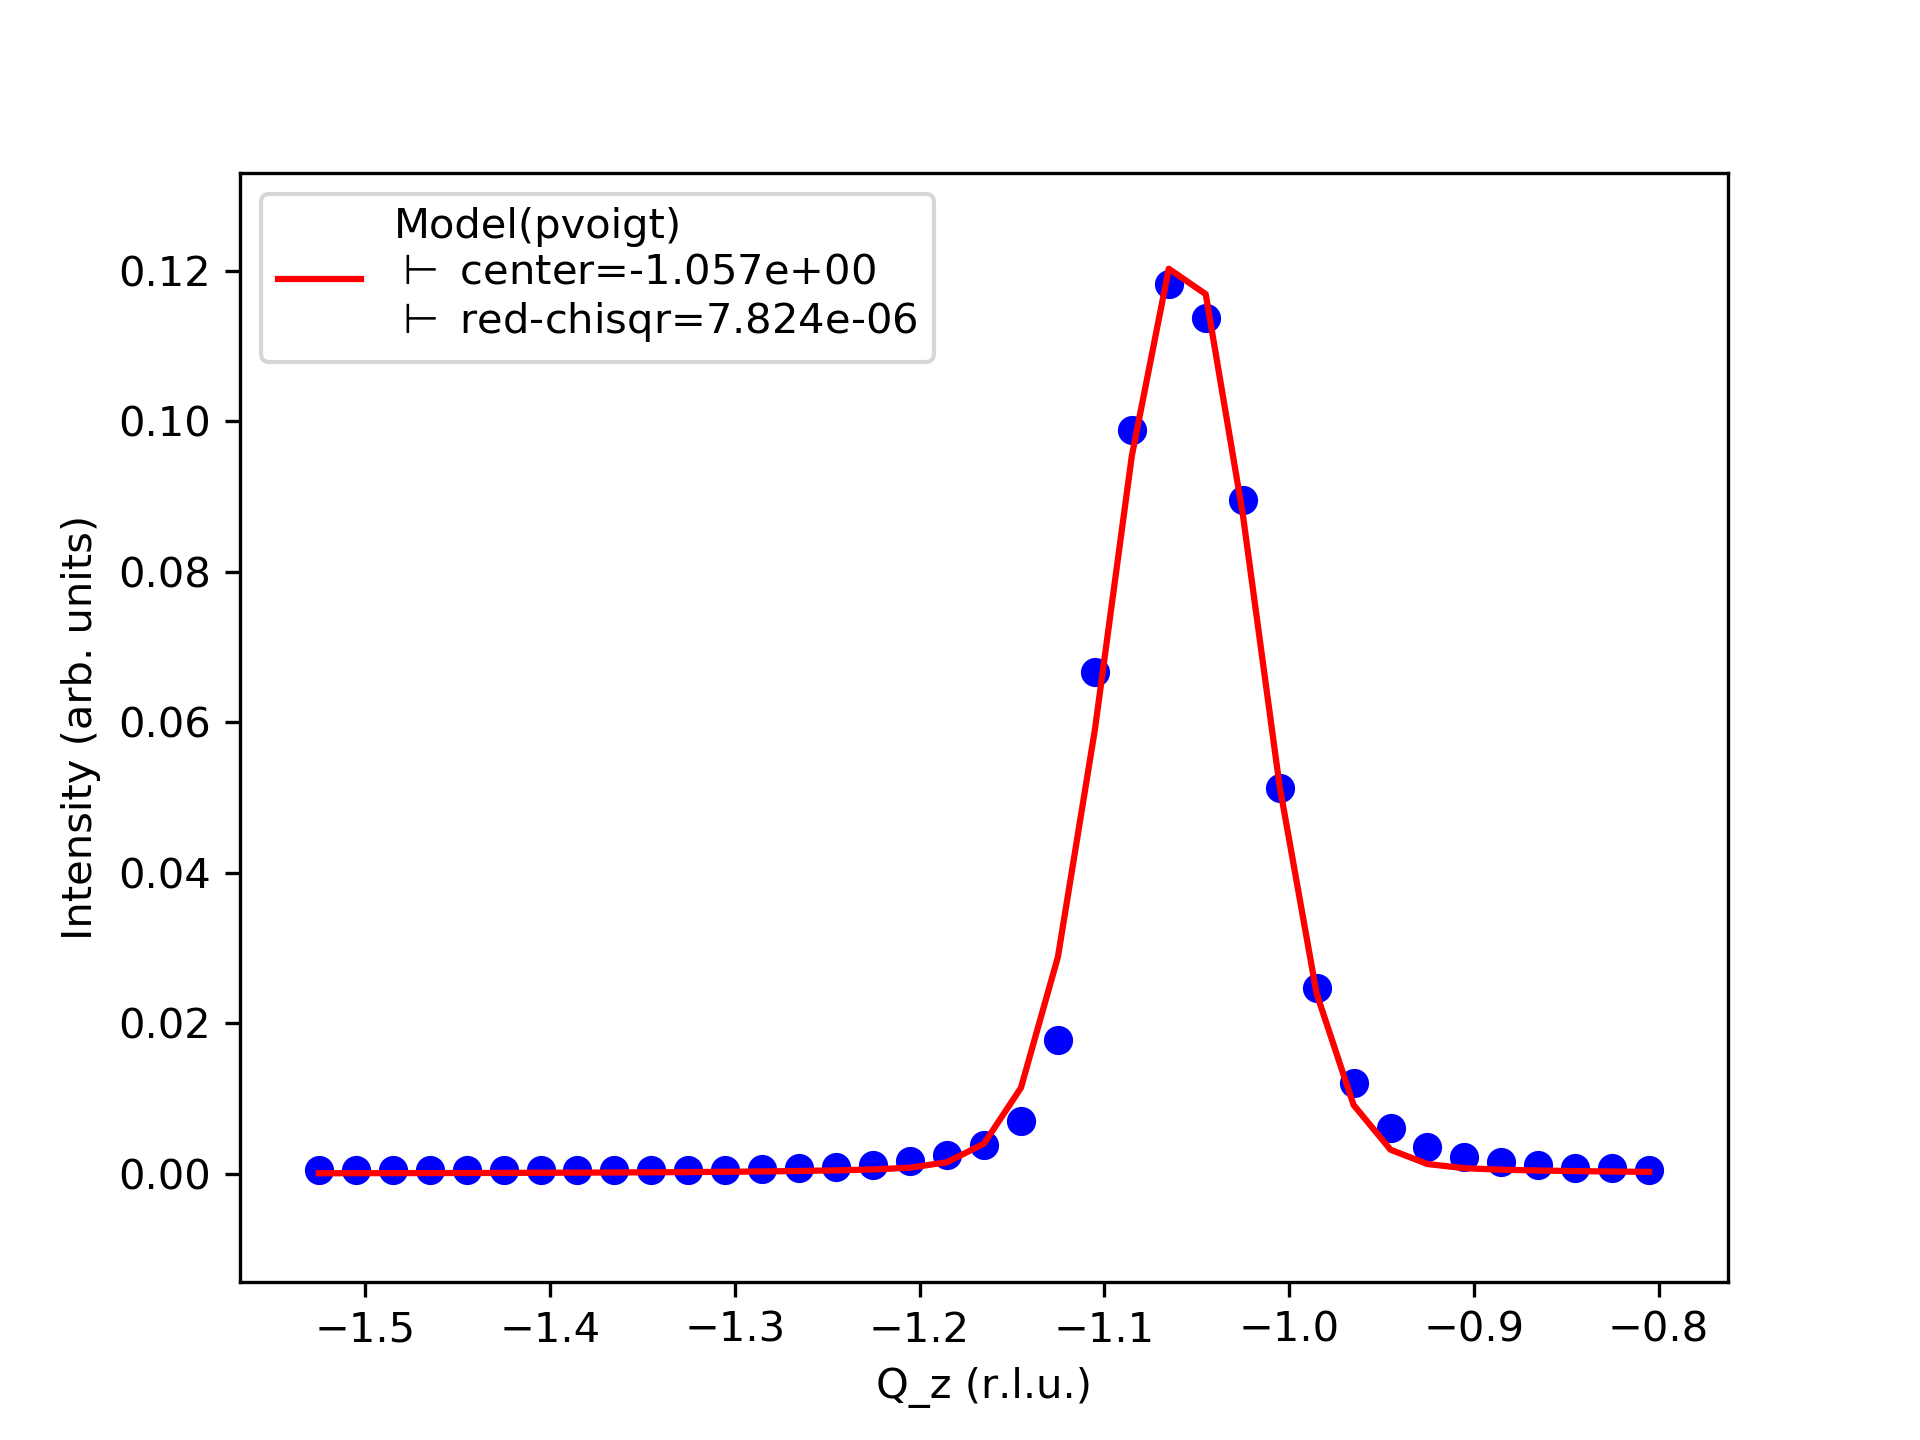 Model(pvoigt)
⊢ center=-1.057e+00
⊢ red-chisqr=7.824e-06
0.12
0.10
0.08
0.06
0.04
0.02
0.00
Intensity (arb. units)
−1.5 −1.4 −1.3 −1.2 −1.1 −1.0 −0.9 −0.8
Q_z (r.l.u.)